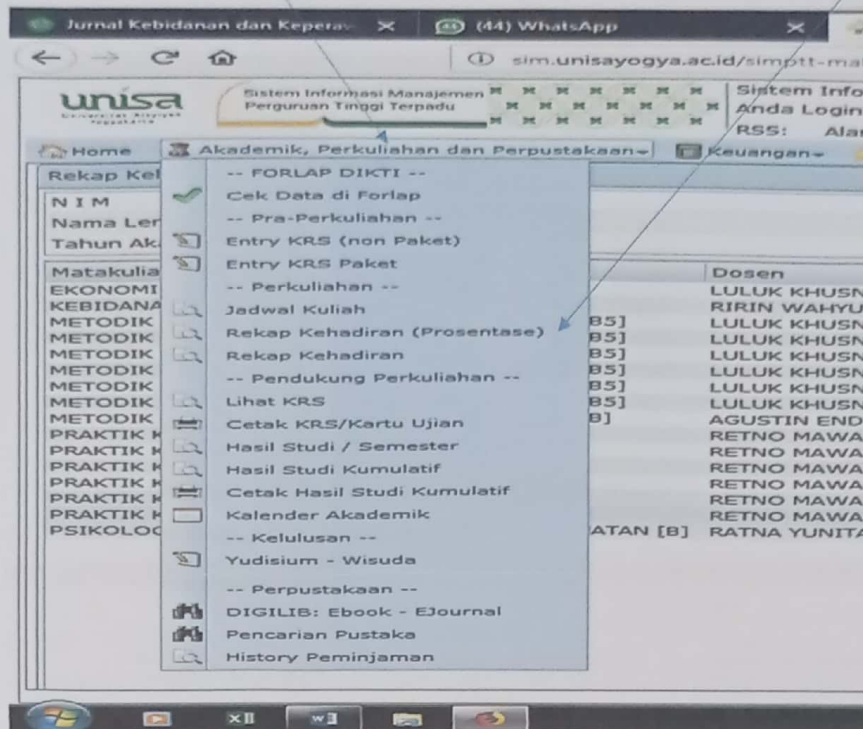 Jurnal Kebidanan dan Keperav
(44) WhatsApp
sim.unisayogya.ac.id/simptt-ma
unisa
Sistem Informasi Manajemen
Perguruan Tinggi Terpadu
Sistem Info
Anda Login
RSS: Ala
Home Akademik, Perkuliahan dan Perpustakaan Keuangan
Rekap Ke
N I M
Nama Ler
Tahun Ak
-- FORLAP DIKTI --
Cek Data di Forlap
-- Pra-Perkuliahan --
Entry KRS (non Paket)
Entry KRS Paket
-- Perkuliahan --
Jadwal Kuliah
Rekap Kehadiran (Prosentase)
Rekap Kehadiran
-- Pendukung Perkuliahan --
Lihat KRS
Cetak KRS/Kartu Ujian
Hasil Studi / Semester
Hasil Studi Kumulatif
Cetak Hasil Studi Kumulatif
Kalender Akademik
-- Kelulusan --
Yudisium - Wisuda
-- Perpustakaan --
DIGILIB: Ebook - EJournal
Pencarian Pustaka
History Peminjaman
Matakulia Dosen
EKONOMI LULUK KHUSN
KEBIDANA RIRIN WAHYU
METODIK B5] LULUK KHUSN
METODIK B5] LULUK KHUSN
METODIK B5] LULUK KHUSN
METODIK B5] LULUK KHUSN
METODIK B5] LULUK KHUSN
METODIK B5] LULUK KHUSN
METODIK B] AGUSTIN END
PRAKTIK K RETNO MAWA
PRAKTIK K RETNO MAWA
PRAKTIK K RETNO MAWA
PRAKTIK K RETNO MAWA
PRAKTIK K RETNO MAWA
PRAKTIK K RETNO MAWA
PSIKOLOG ATAN [B] RATNA YUNITA